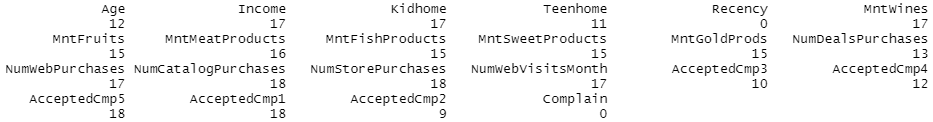 Age Income Kidhome Teenhome Recency MntWines
12 17 17 11 0 17
MntFruits MntMeatProducts MntFishProducts MntSweetProducts MntGoldProds NumDealsPurchases
15 16 15 15 15 13
NumWebPurchases NumCatalogPurchases NumStorePurchases NumWebVisitsMonth AcceptedCmp3 AcceptedCmp4
17 18 18 17 10 12
AcceptedCmp5 AcceptedCmp1 AcceptedCmp2 Complain
18 18 9 0